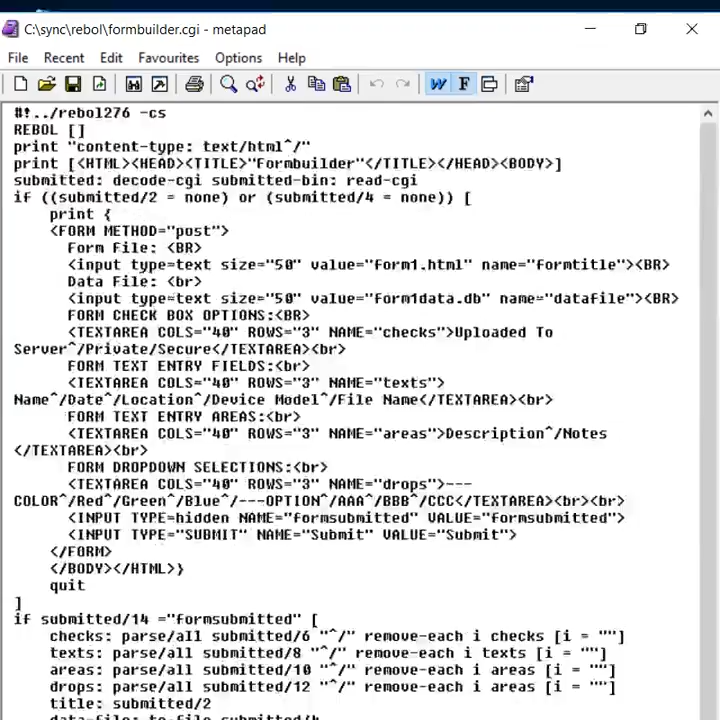 C:\sync\rebol\formbuilder.cgi - metapad
File Recent Edit Favourites Options Help
W F
#!../rebol276 -cs
REBOL []
print "content-type: text/html^/"
print [<HTML><HEAD><TITLE>"Formbuilder"</TITLE></HEAD><BODY>]
submitted: decode-cgi submitted-bin: read-cgi
if ((submitted/2 = none) or (submitted/4 = none)) [
print {
<FORM METHOD="post">
Form File: <BR>
<input type=text size="50" value="form1.html" name="formtitle"><BR>
Data File: <br>
<input type=text size="50" value="form1data.db" name="datafile"><BR>
FORM CHECK BOX OPTIONS:<BR>
<TEXTAREA COLS="40" ROWS="3" NAME="checks">Uploaded To
Server^/Private/Secure</TEXTAREA><br>
FORM TEXT ENTRY FIELDS:<br>
<TEXTAREA COLS="40" ROWS="3" NAME="texts">
Name^/Date^/Location^/Device Model^/File Name</TEXTAREA><br>
FORM TEXT ENTRY AREAS:<br>
<TEXTAREA COLS="40" ROWS="3" NAME="areas">Description^/Notes
</TEXTAREA><br>
FORM DROPDOWN SELECTIONS:<br>
<TEXTAREA COLS="40" ROWS="3" NAME="drops">---
COLOR^/Red^/Green^/Blue^/---OPTION^/AAA^/BBB^/CCC</TEXTAREA><br><br>
<INPUT TYPE=hidden NAME="formsubmitted" VALUE="formsubmitted">
<INPUT TYPE="SUBMIT" NAME="Submit" VALUE="Submit">
</FORM>
</BODY></HTML>}
quit
]
if submitted/14 ="formsubmitted" [
checks: parse/all submitted/6 "^/" remove-each i checks [i = ""]
texts: parse/all submitted/8 "^/" remove-each i texts [i = ""]
areas: parse/all submitted/10 "^/" remove-each i areas [i = ""]
drops: parse/all submitted/12 "^/" remove-each i areas [i = ""]
title: submitted/2
data-file: to-file submitted/4